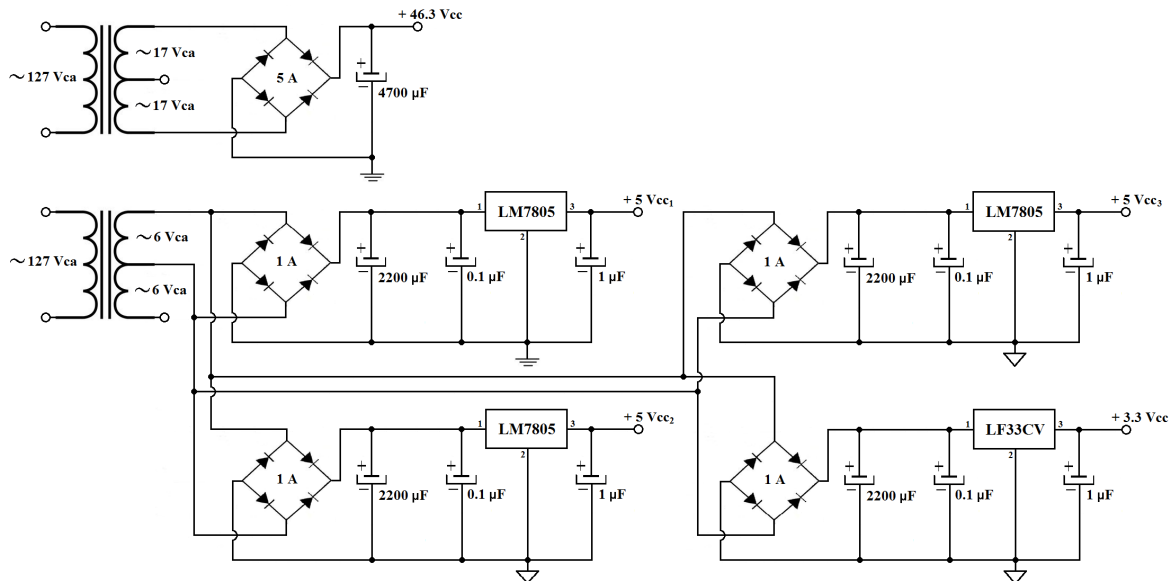 + 46.3 Vcc
~17 Vca
~127 Vca
5 A
+
−
4700 µF
~17 Vca
+ 5 Vcc1
1 LM7805 3
2
~6 Vca
~127 Vca
1 A
+
−
2200 µF
+
−
0.1 µF
+
−
1 µF
~6 Vca
+ 5 Vcc3
1 LM7805 3
2
1 A
+
−
2200 µF
+
−
0.1 µF
+
−
1 µF
+ 5 Vcc2
1 LM7805 3
2
1 A
+
−
2200 µF
+
−
0.1 µF
+
−
1 µF
+ 3.3 Vcc
1 LF33CV 3
2
1 A
+
−
2200 µF
+
−
0.1 µF
+
−
1 µF